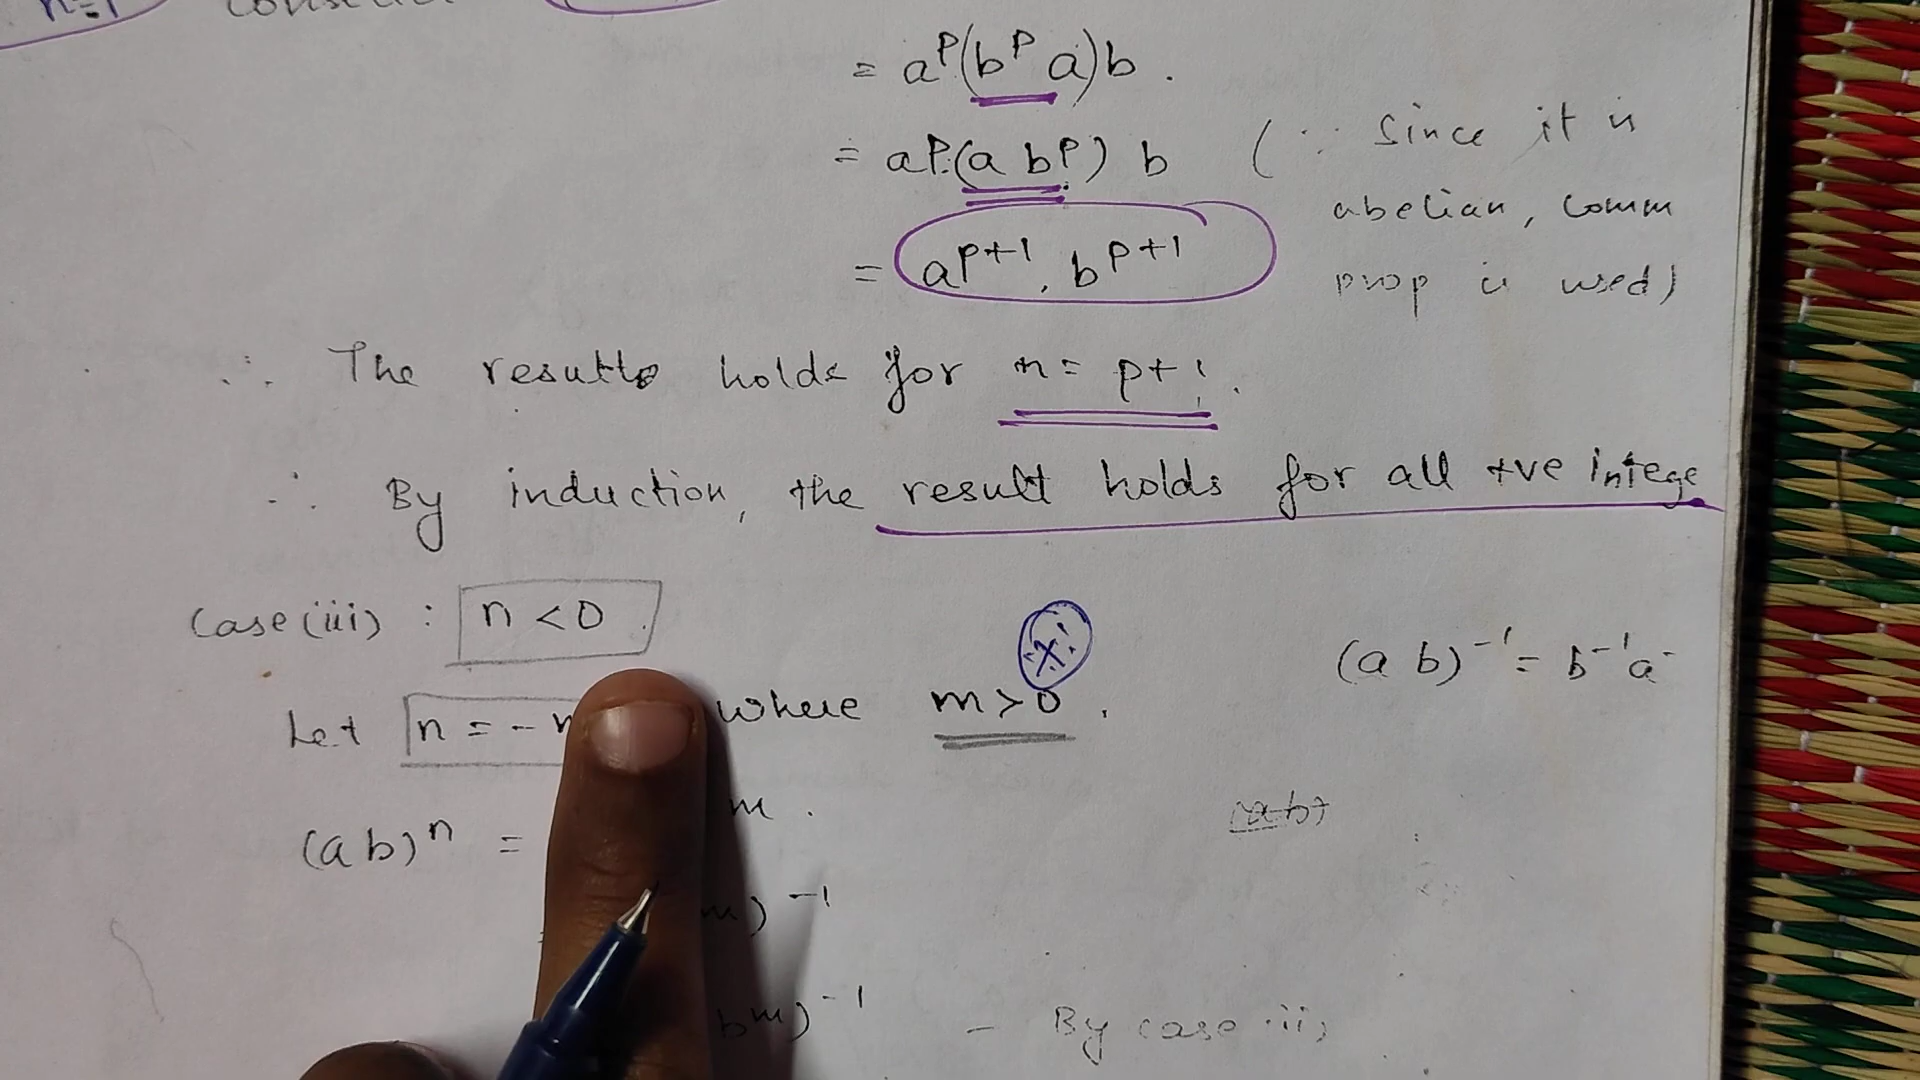 n=1
= a^p(b^p a)b .
= a^p.(a b^p) b (∵ Since it is
abelian, comm
= a^{p+1} . b^{p+1}
prop is used)
∴ The results holds for n = p+1.
∴ By induction, the result holds for all +ve intege
Case (iii) : n < 0 .
(a b)^{-1} = b^{-1} a^-
Let n = - where m > 0 .
m .
(ab)
(a b)^n =
m)^{-1}
b^m)^{-1} - By case ii)